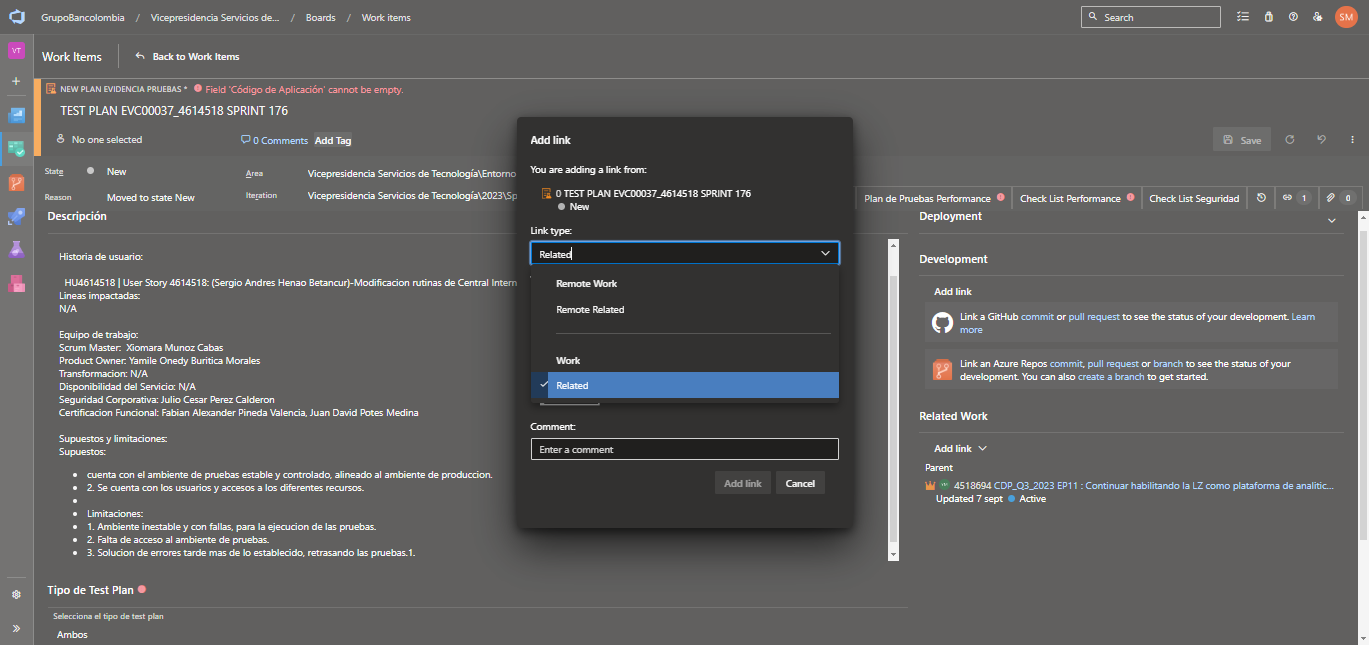 GrupoBancolombia / Vicepresidencia Servicios de... / Boards / Work items
Search
SM
VT
Work Items
Back to Work Items
NEW PLAN EVIDENCIA PRUEBAS * Field 'Código de Aplicación' cannot be empty.
TEST PLAN EVC00037_4614518 SPRINT 176
No one selected
0 Comments
Add Tag
Save
State
New
Area
Vicepresidencia Servicios de Tecnología\Entorno
Reason
Moved to state New
Iteration
Vicepresidencia Servicios de Tecnología\2023\Sp
Plan de Pruebas Performance
Check List Performance
Check List Seguridad
1
0
Descripción
Historia de usuario:
HU4614518 | User Story 4614518: (Sergio Andres Henao Betancur)-Modificacion rutinas de Central Intern
Lineas impactadas:
N/A
Equipo de trabajo:
Scrum Master: Xiomara Munoz Cabas
Product Owner: Yamile Onedy Buritica Morales
Transformacion: N/A
Disponibilidad del Servicio: N/A
Seguridad Corporativa: Julio Cesar Perez Calderon
Certificacion Funcional: Fabian Alexander Pineda Valencia, Juan David Potes Medina
Supuestos y limitaciones:
Supuestos:
cuenta con el ambiente de pruebas estable y controlado, alineado al ambiente de produccion.
2. Se cuenta con los usuarios y accesos a los diferentes recursos.
Limitaciones:
1. Ambiente inestable y con fallas, para la ejecucion de las pruebas.
2. Falta de acceso al ambiente de pruebas.
3. Solucion de errores tarde mas de lo establecido, retrasando las pruebas.1.
Tipo de Test Plan
Selecciona el tipo de test plan
Ambos
Add link
You are adding a link from:
0 TEST PLAN EVC00037_4614518 SPRINT 176
New
Link type:
Related
Remote Work
Remote Related
Work
Related
Comment:
Enter a comment
Add link
Cancel
Deployment
Development
Add link
Link a GitHub commit or pull request to see the status of your development. Learn
more
Link an Azure Repos commit, pull request or branch to see the status of your
development. You can also create a branch to get started.
Related Work
Add link
Parent
4518694 CDP_Q3_2023 EP11 : Continuar habilitando la LZ como plataforma de analitic...
Updated 7 sept Active